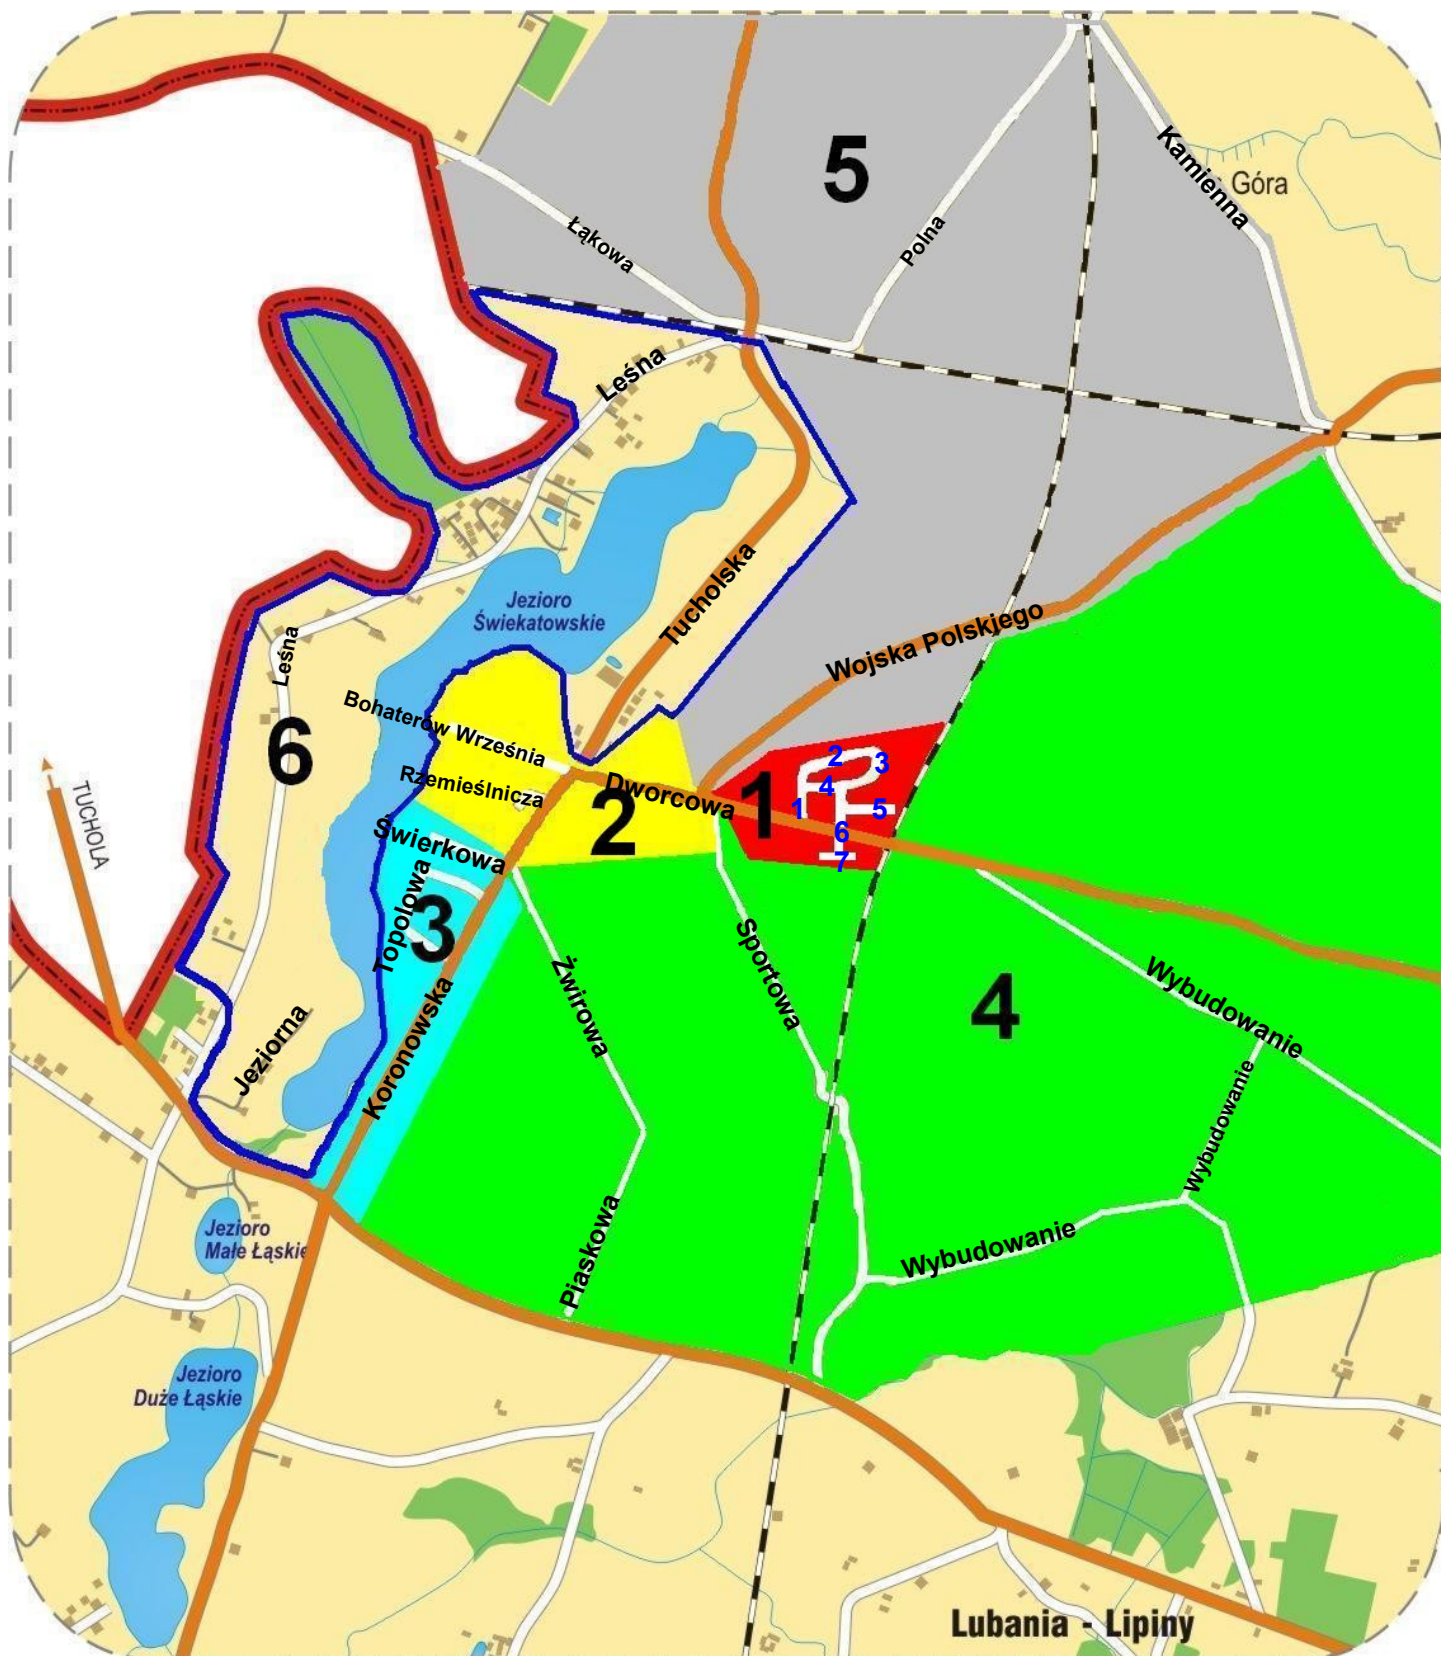 5
Kamienna
Góra
Łąkowa
Polna
Leśna
Jezioro
Świekatowskie
Tucholska
Wojska Polskjego
Leśna
Bohaterów Września
6
Rzemieślnicza
Dworcowa
2
1
2
3
4
1
5
6
7
TUCHOLA
Świerkowa
Topolowa
3
Sportowa
Żwirowa
4
Wybudowanie
Jeziorna
Koronowska
Wybudowanie
Piaskowa
Wybudowanie
Jezioro
Małe Łąskie
Jezioro
Duże Łąskie
Lubania - Lipiny